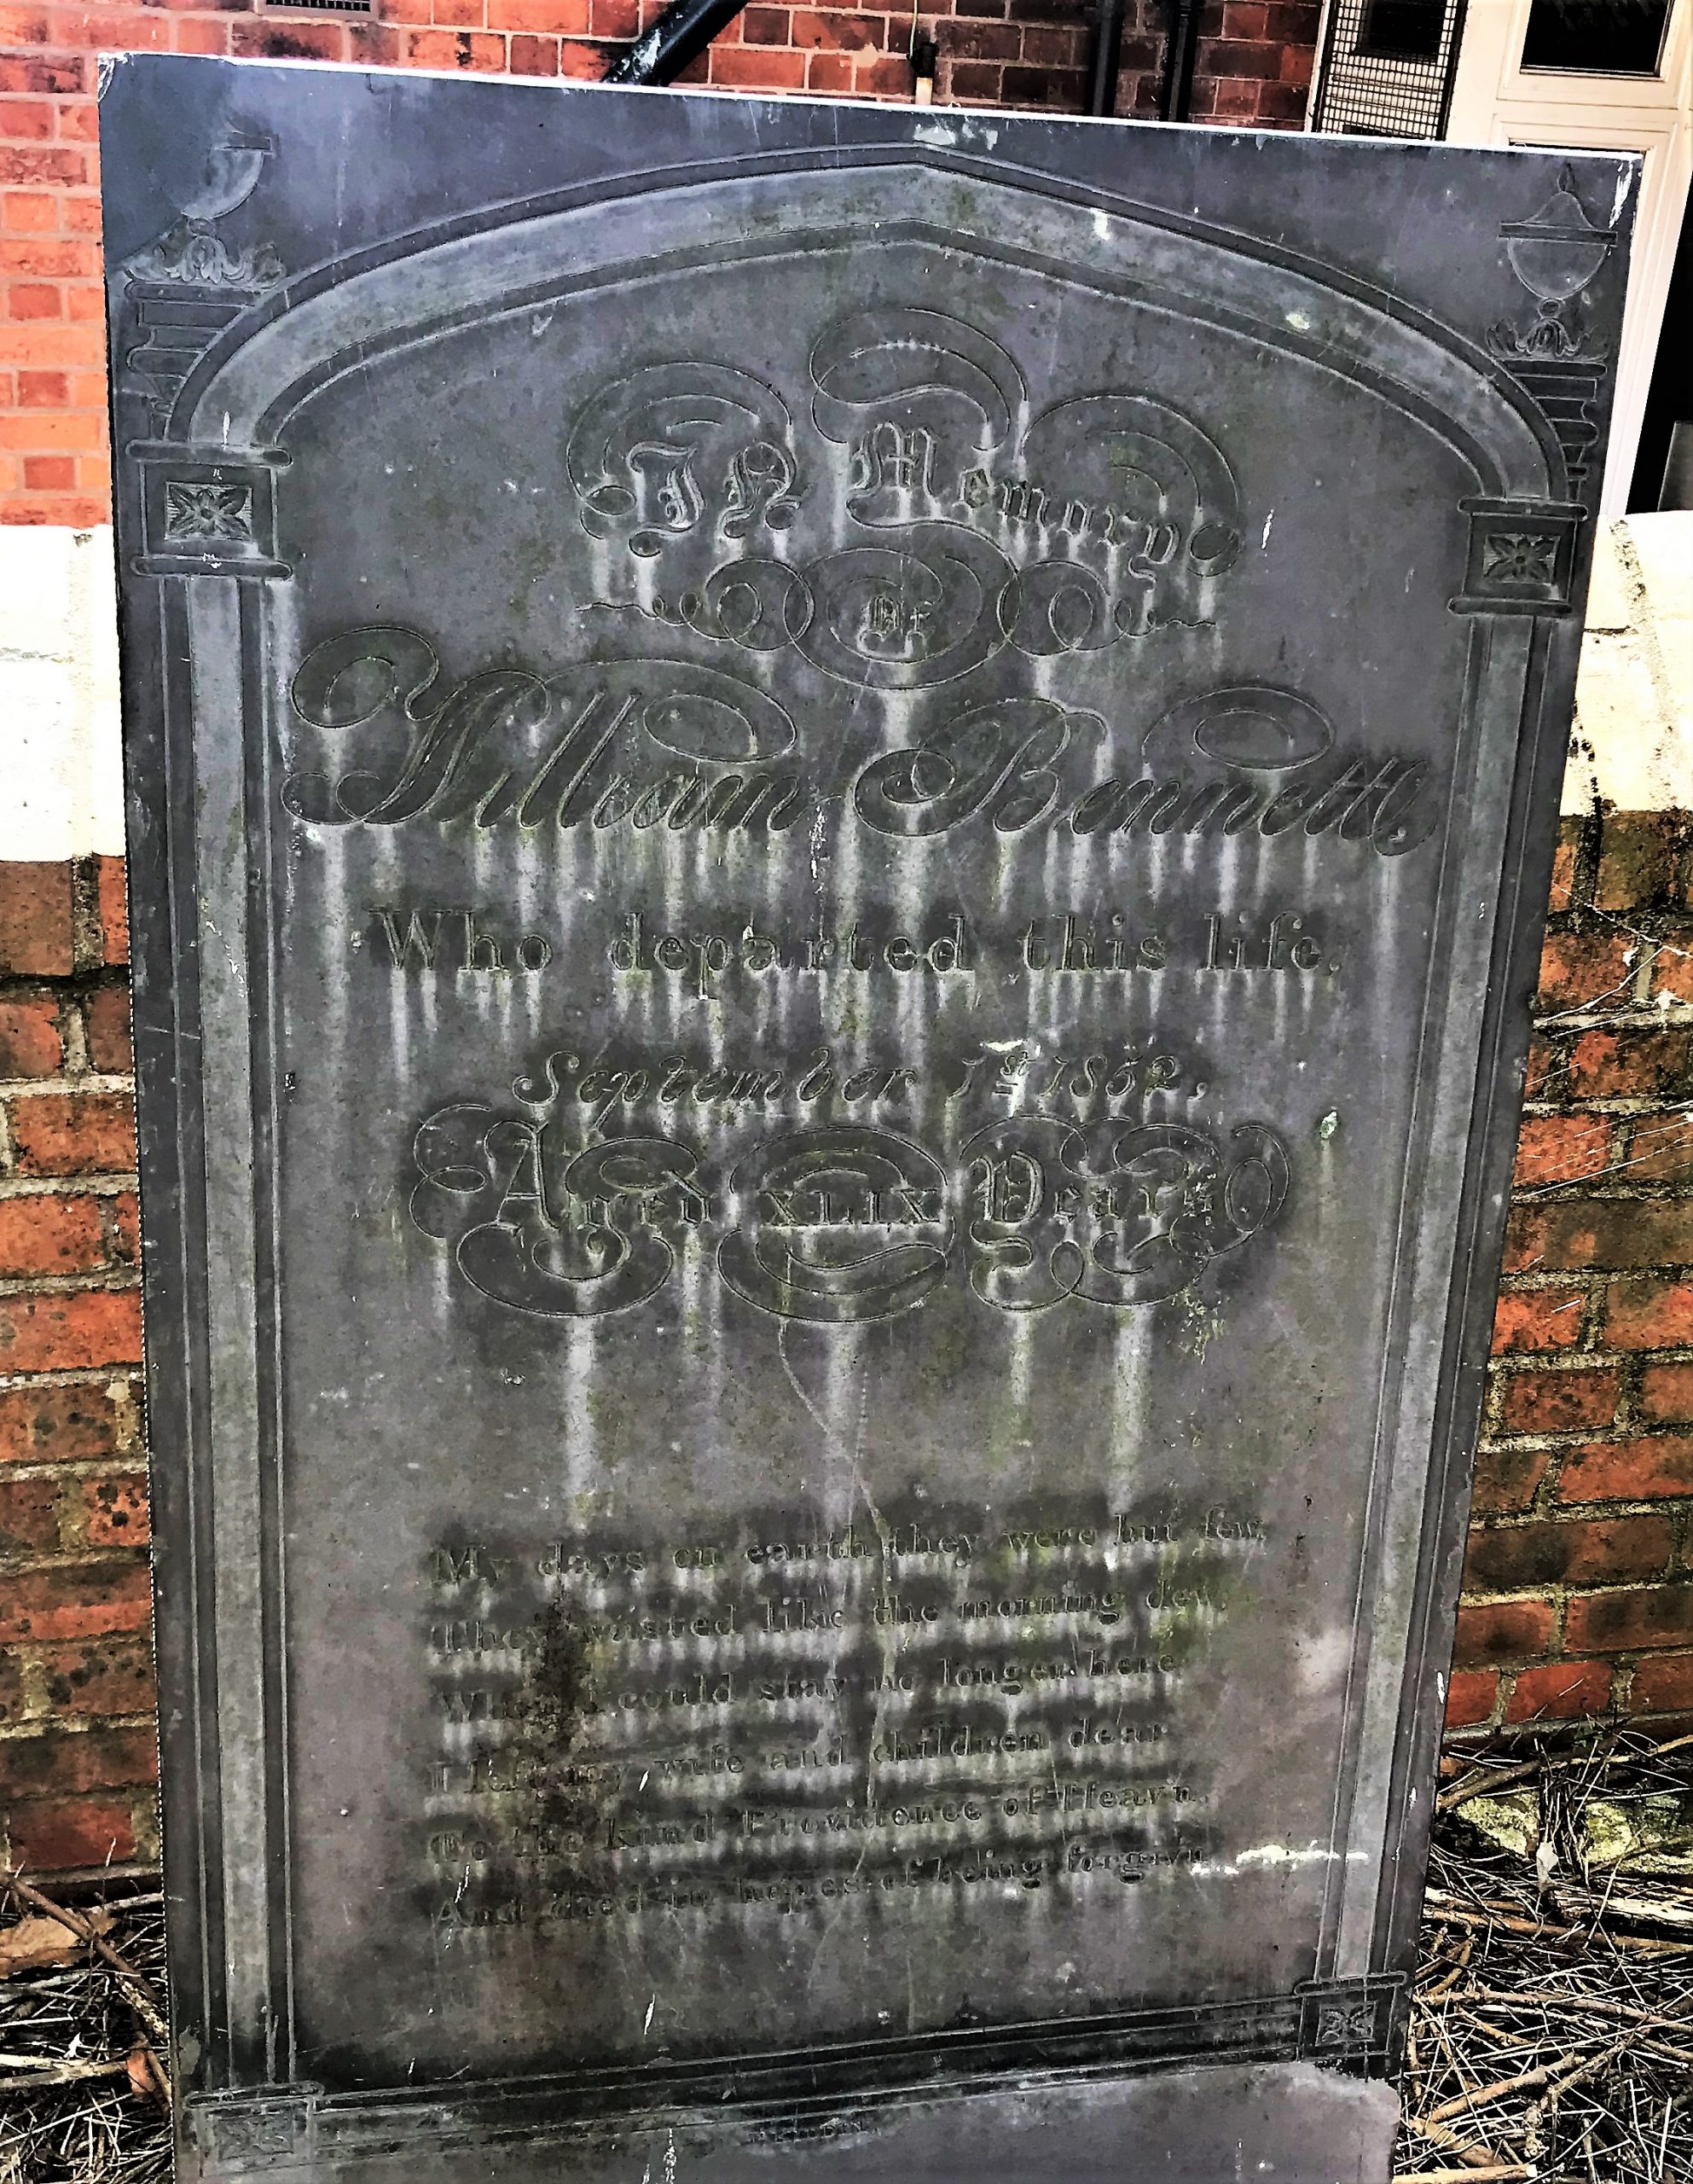 In Memory
Of
William Bennett,
Who departed this life,
September 1st 1852,
Aged XLIX Years
My days on earth they were but few,
They wasted like the morning dew.
When I could stay no longer here
I left my wife and children dear
To the kind Providence of Heav'n,
And died in hopes of being forgiv'n